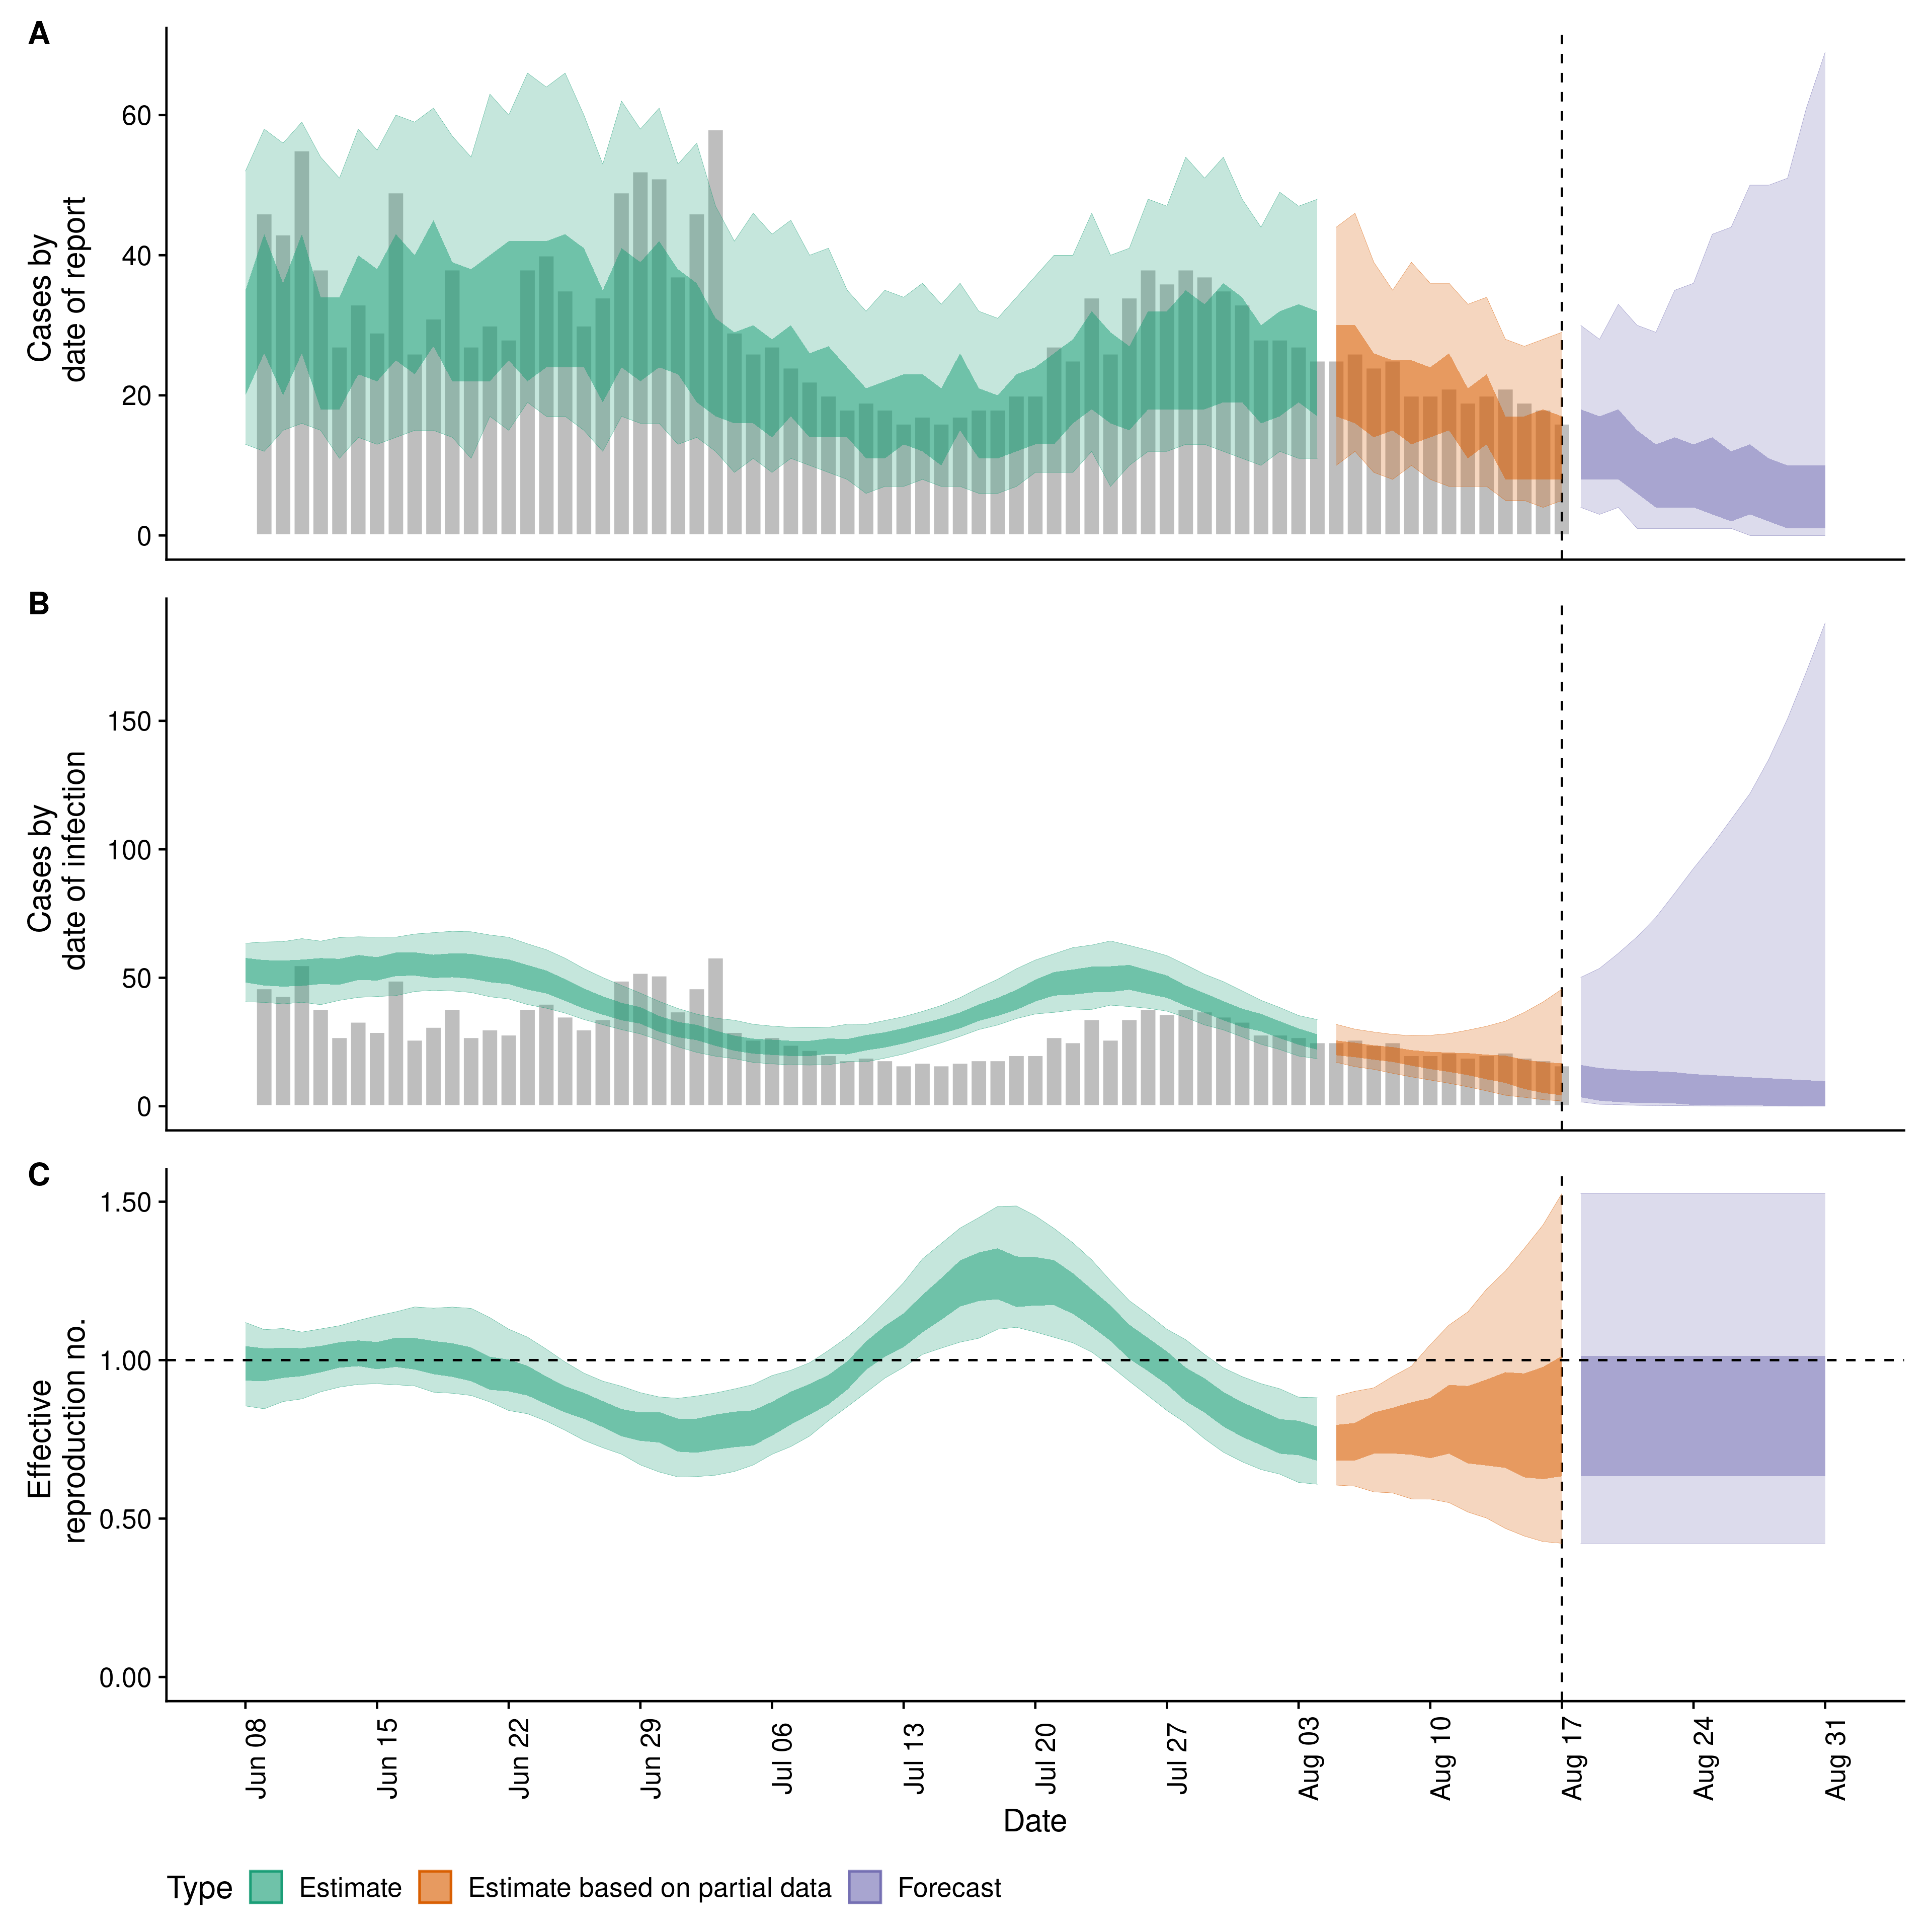 A
Cases by
date of report
60
40
20
0
B
Cases by
date of infection
150
100
50
0
C
Effective
reproduction no.
1.50
1.00
0.50
0.00
Jun 08
Jun 15
Jun 22
Jun 29
Jul 06
Jul 13
Jul 20
Jul 27
Aug 03
Aug 10
Aug 17
Aug 24
Aug 31
Date
Type Estimate Estimate based on partial data Forecast